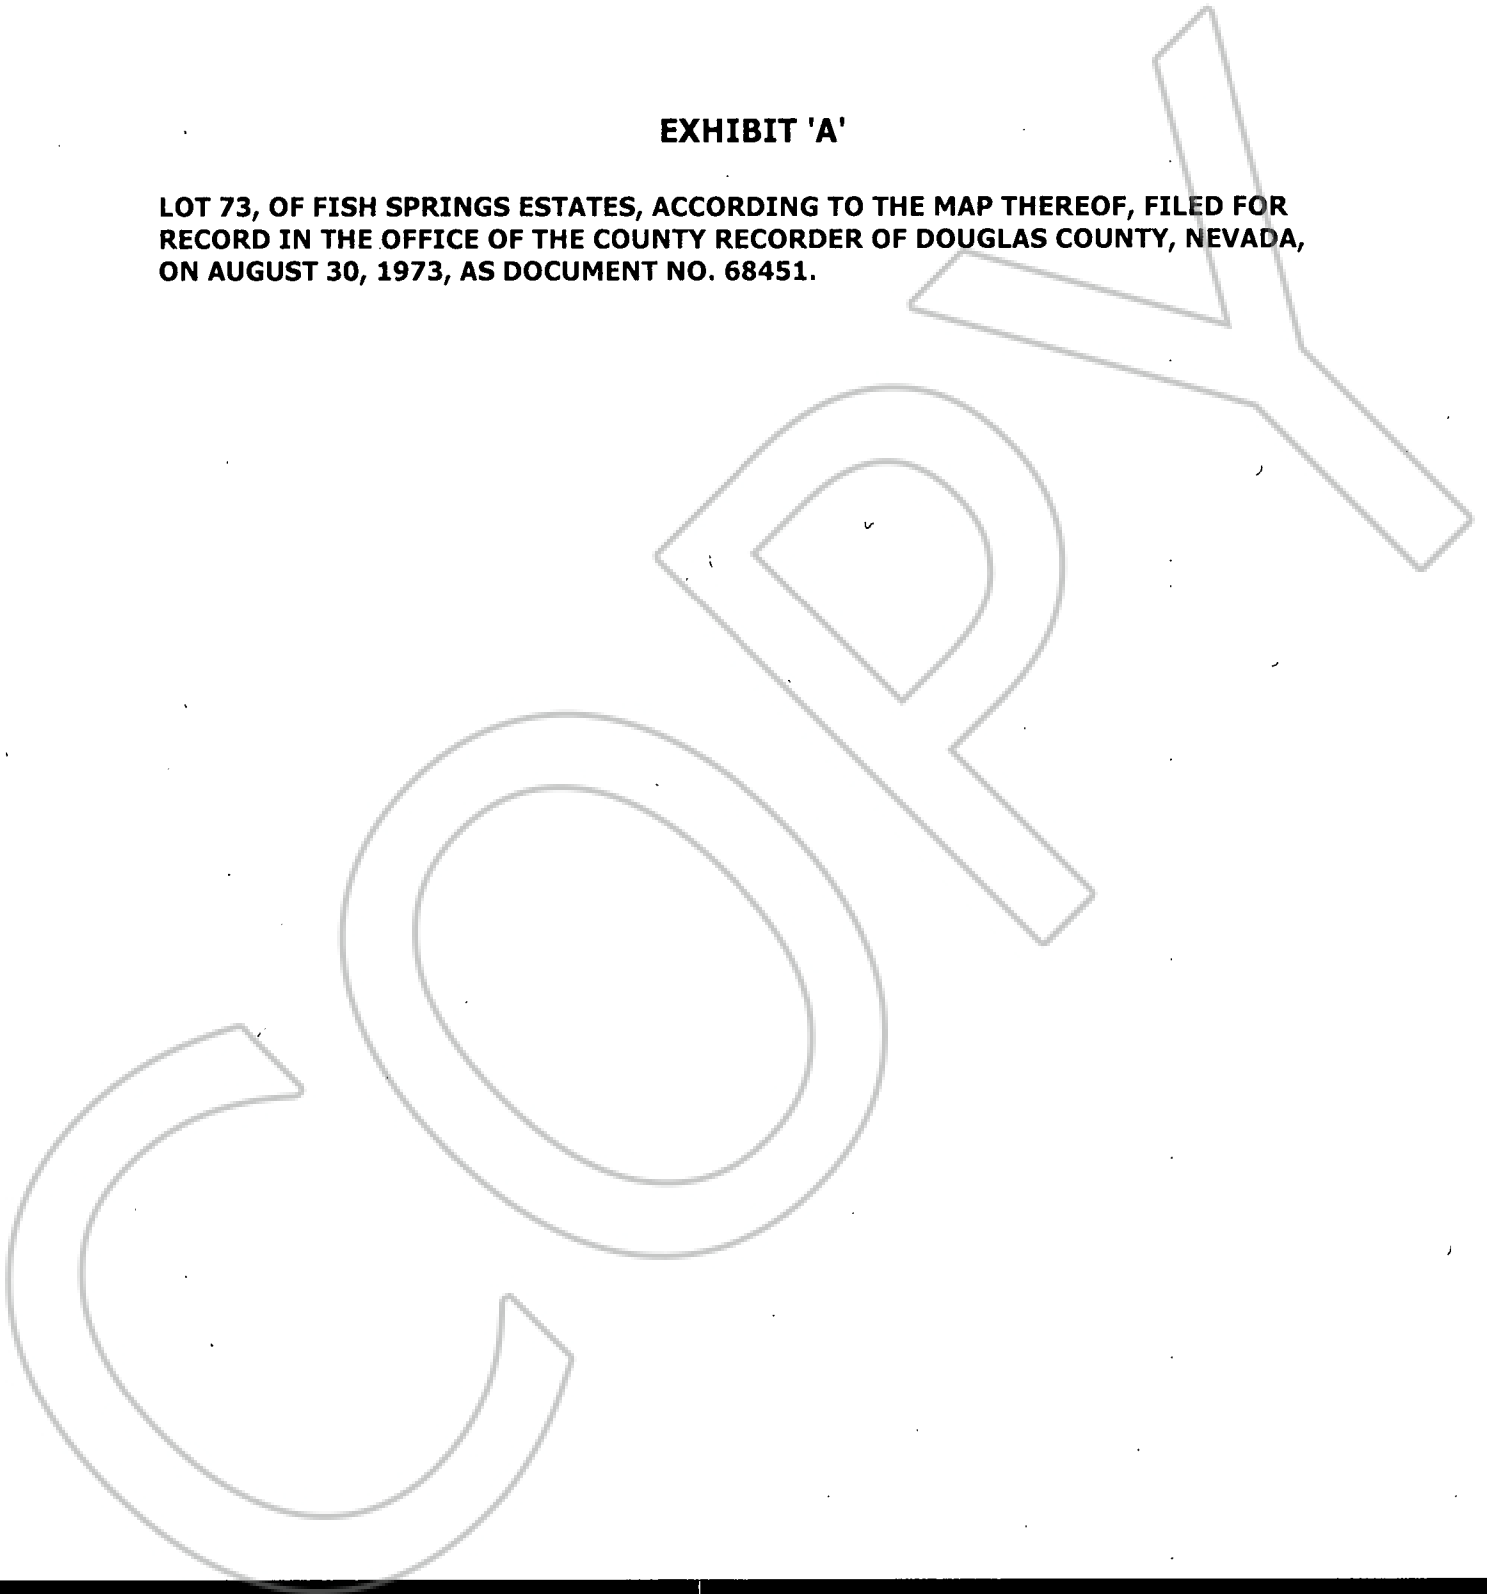 EXHIBIT 'A'
LOT 73, OF FISH SPRINGS ESTATES, ACCORDING TO THE MAP THEREOF, FILED FOR
RECORD IN THE OFFICE OF THE COUNTY RECORDER OF DOUGLAS COUNTY, NEVADA,
ON AUGUST 30, 1973, AS DOCUMENT NO. 68451.
COPY